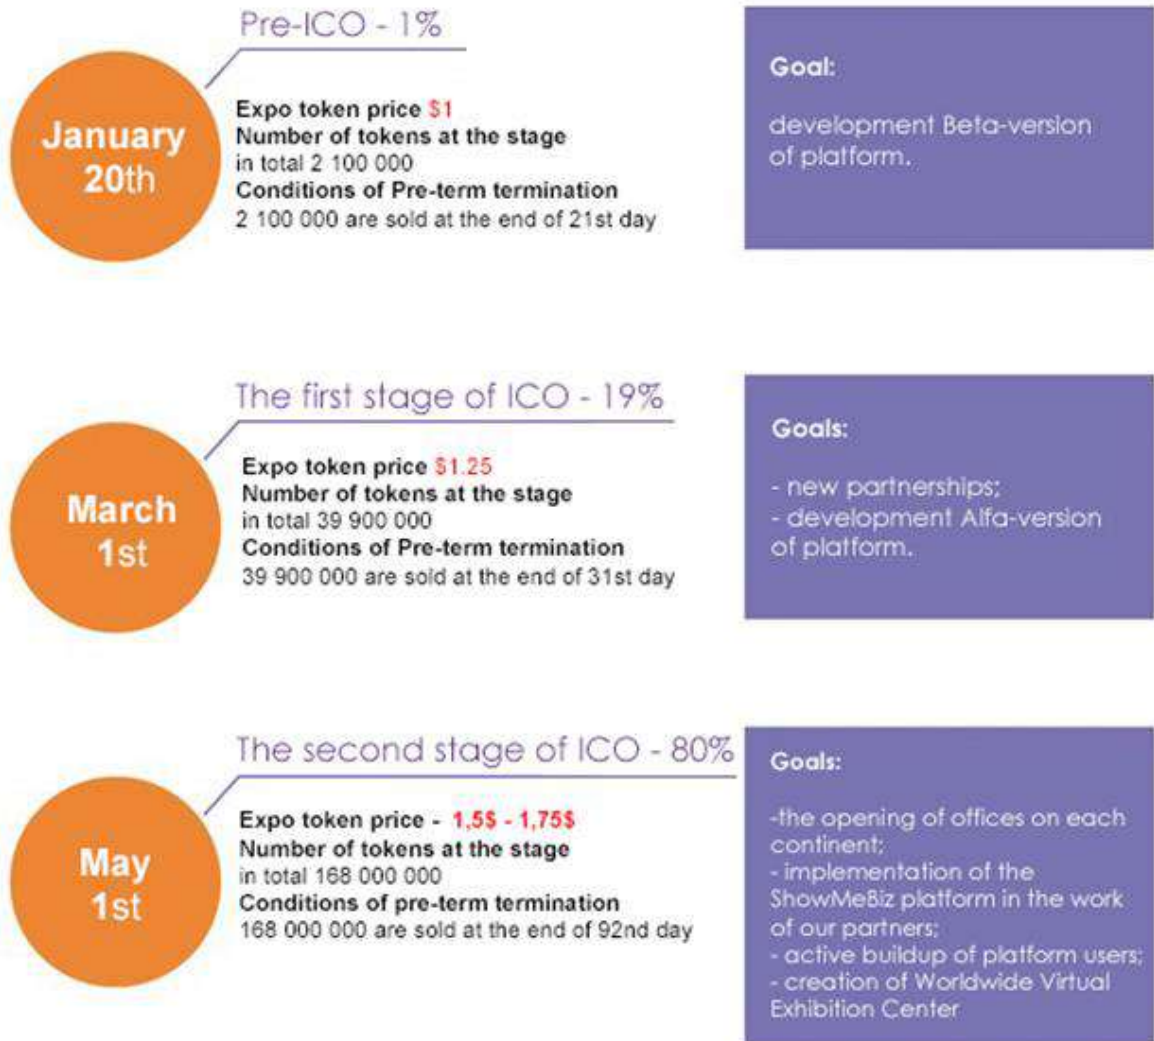 Pre-ICO - 1%
January
20th
Expo token price $1
Number of tokens at the stage
in total 2 100 000
Conditions of Pre-term termination
2 100 000 are sold at the end of 21st day
Goal:
development Beta-version
of platform.
The first stage of ICO - 19%
March
1st
Expo token price $1.25
Number of tokens at the stage
in total 39 900 000
Conditions of Pre-term termination
39 900 000 are sold at the end of 31st day
Goals:
- new partnerships;
- development Alfa-version
of platform.
The second stage of ICO - 80%
May
1st
Expo token price - 1,5$ - 1,75$
Number of tokens at the stage
in total 168 000 000
Conditions of pre-term termination
168 000 000 are sold at the end of 92nd day
Goals:
-the opening of offices on each
continent;
- implementation of the
ShowMeBiz platform in the work
of our partners;
- active buildup of platform users;
- creation of Worldwide Virtual
Exhibition Center